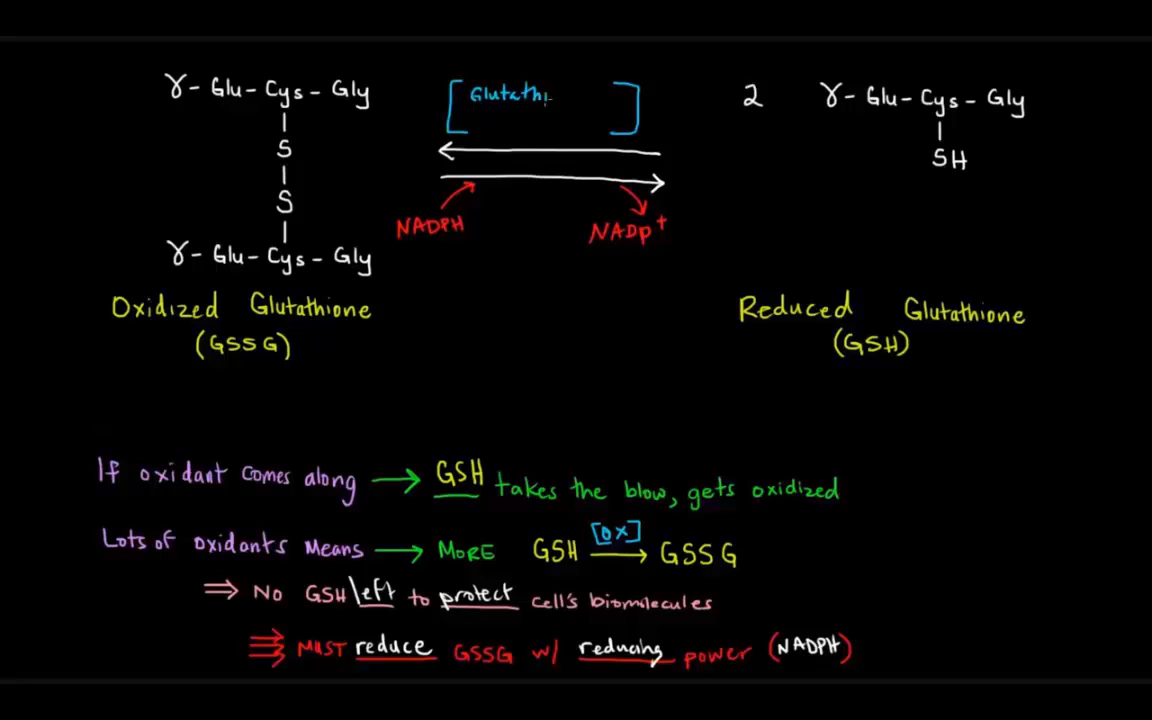 γ- Glu- Cys - Gly
[Glutathi ]
2 γ- Glu- Cys - Gly
S
SH
S
NADPH
NADp+
γ- Glu- Cys - Gly
Oxidized Glutathione
(GSSG)
Reduced Glutathione
(GSH)
If oxidant comes along → GSH takes the blow, gets oxidized
Lots of oxidants Means → MORE GSH [OX] → GSSG
⇒ No GSH left to protect cell's biomolecules
MUST reduce GSSG w/ reducing power (NADPH)